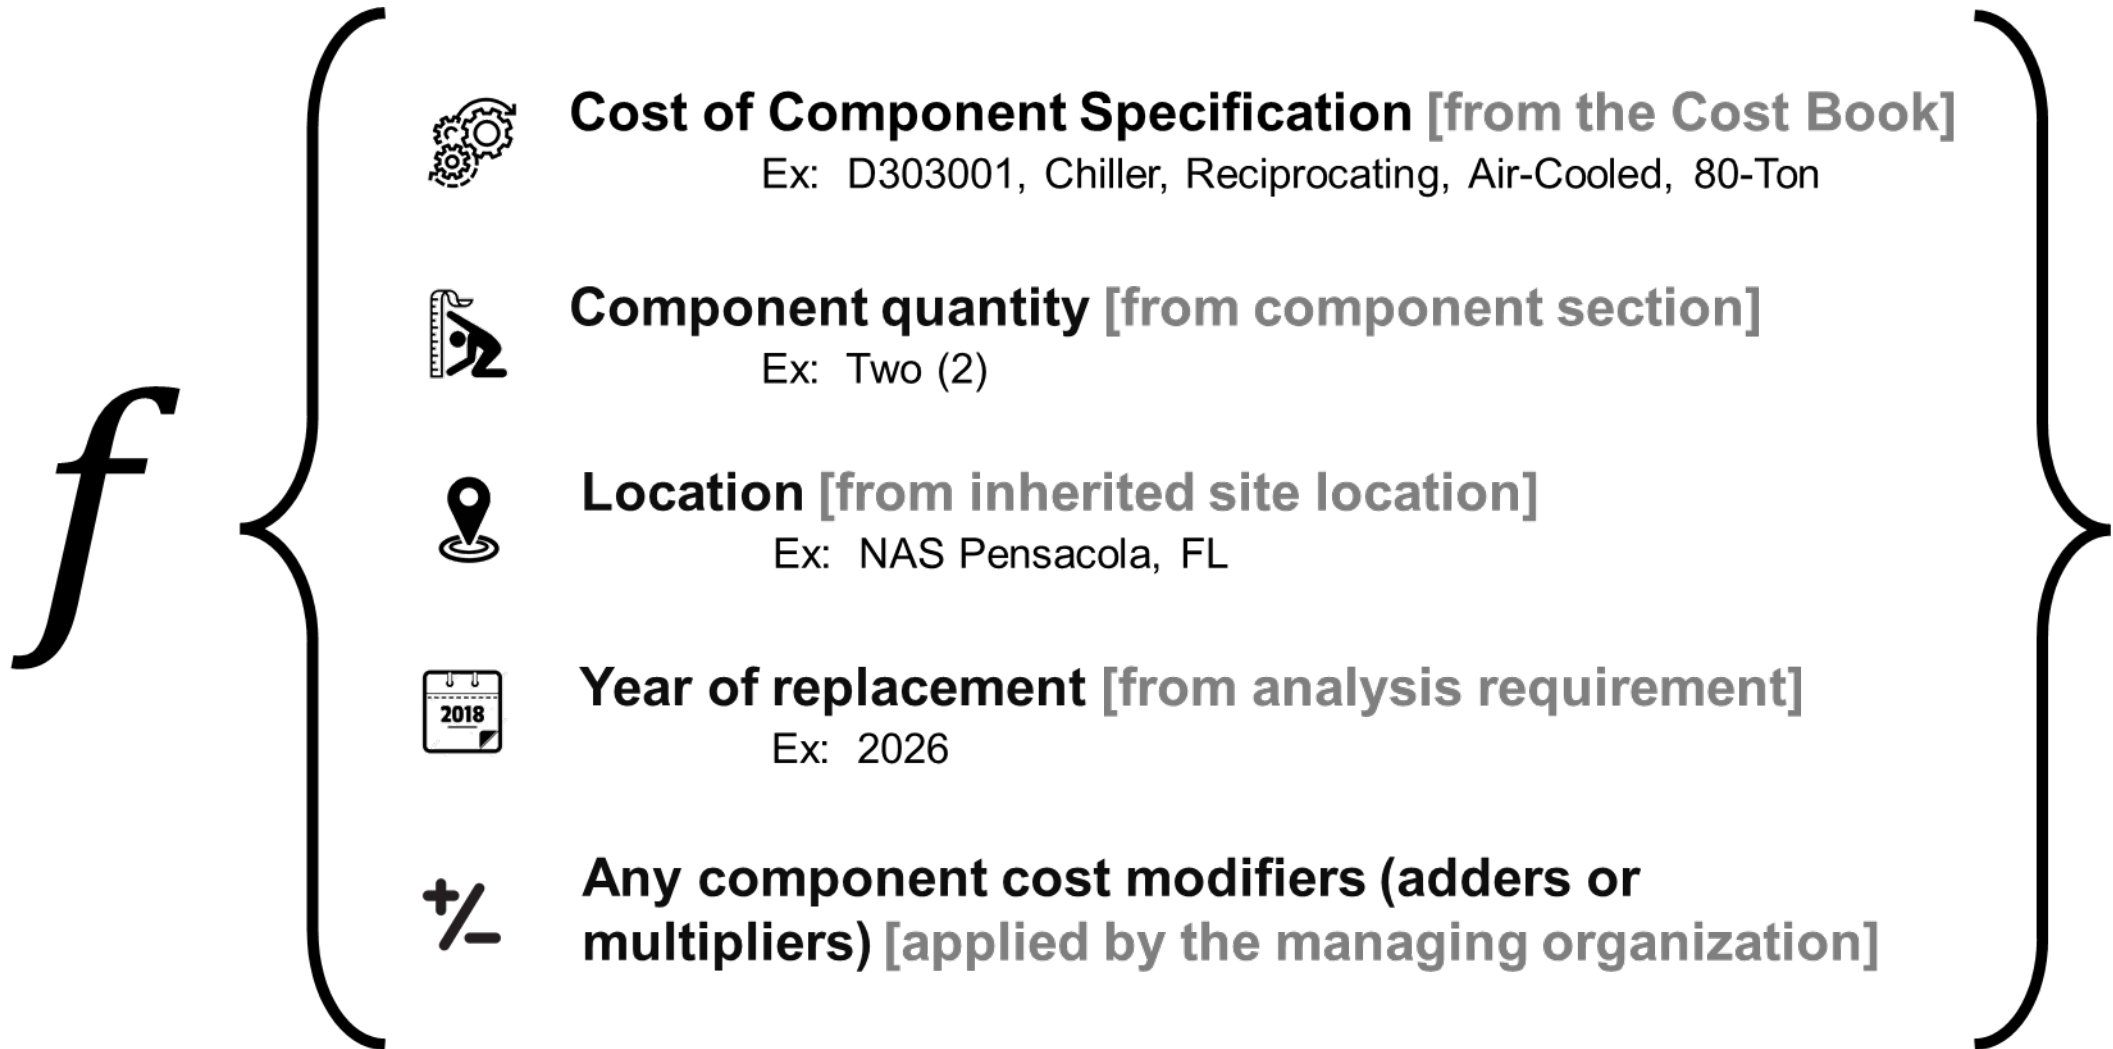 Cost of Component Specification [from the Cost Book]
Ex: D303001, Chiller, Reciprocating, Air-Cooled, 80-Ton
Component quantity [from component section]
Ex: Two (2)
f
Location [from inherited site location]
Ex: NAS Pensacola, FL
Year of replacement [from analysis requirement]
2018
Ex: 2026
Any component cost modifiers (adders or
multipliers) [applied by the managing organization]